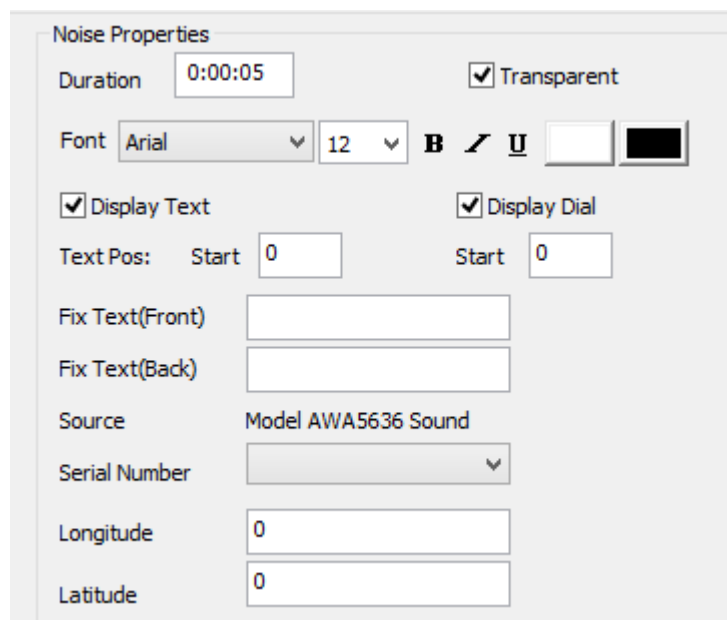 Noise Properties
Duration 0:00:05 Transparent
Font Arial 12 B I U
Display Text Display Dial
Text Pos: Start 0 Start 0
Fix Text(Front)
Fix Text(Back)
Source Model AWA5636 Sound
Serial Number
Longitude 0
Latitude 0